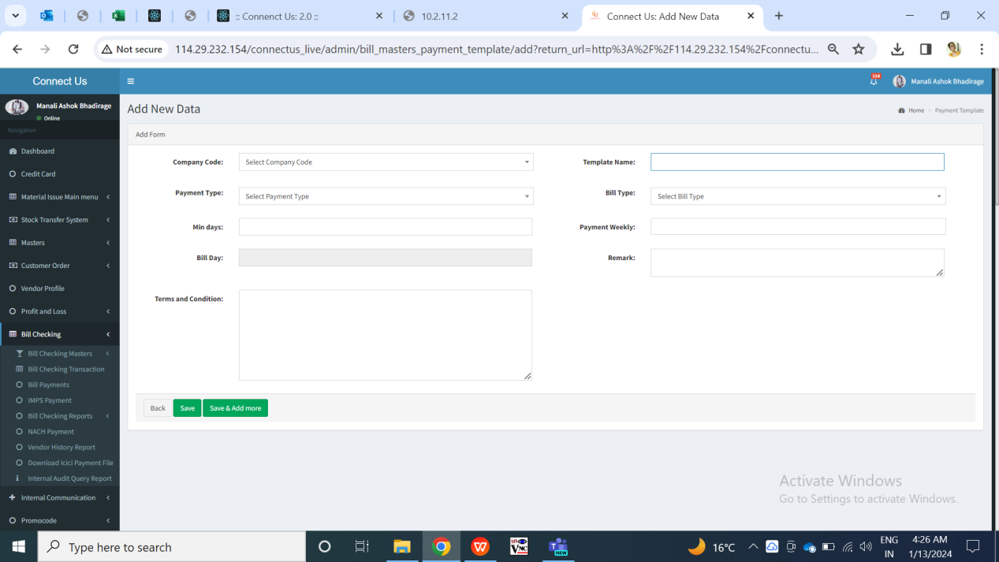 :: Connenct Us: 2.0 ::
10.2.11.2
Connect Us: Add New Data
Not secure
114.29.232.154/connectus_live/admin/bill_masters_payment_template/add?return_url=http%3A%2F%2F114.29.232.154%2Fconnectu...
Connect Us
114
Manali Ashok Bhadirage
Manali Ashok Bhadirage
Online
Navigation
Dashboard
Credit Card
Material Issue Main menu
Stock Transfer System
Masters
Customer Order
Vendor Profile
Profit and Loss
Bill Checking
Bill Checking Masters
Bill Checking Transaction
Bill Payments
IMPS Payment
Bill Checking Reports
NACH Payment
Vendor History Report
Download Icici Payment File
Internal Audit Query Report
Internal Communication
Promocode
Add New Data
Home > Payment Template
Add Form
Company Code: Select Company Code
Template Name:
Payment Type: Select Payment Type
Bill Type: Select Bill Type
Min days:
Payment Weekly:
Bill Day:
Remark:
Terms and Condition:
Back Save Save & Add more
Activate Windows
Go to Settings to activate Windows.
Type here to search
NEW
16°C
ENG
IN
4:26 AM
1/13/2024